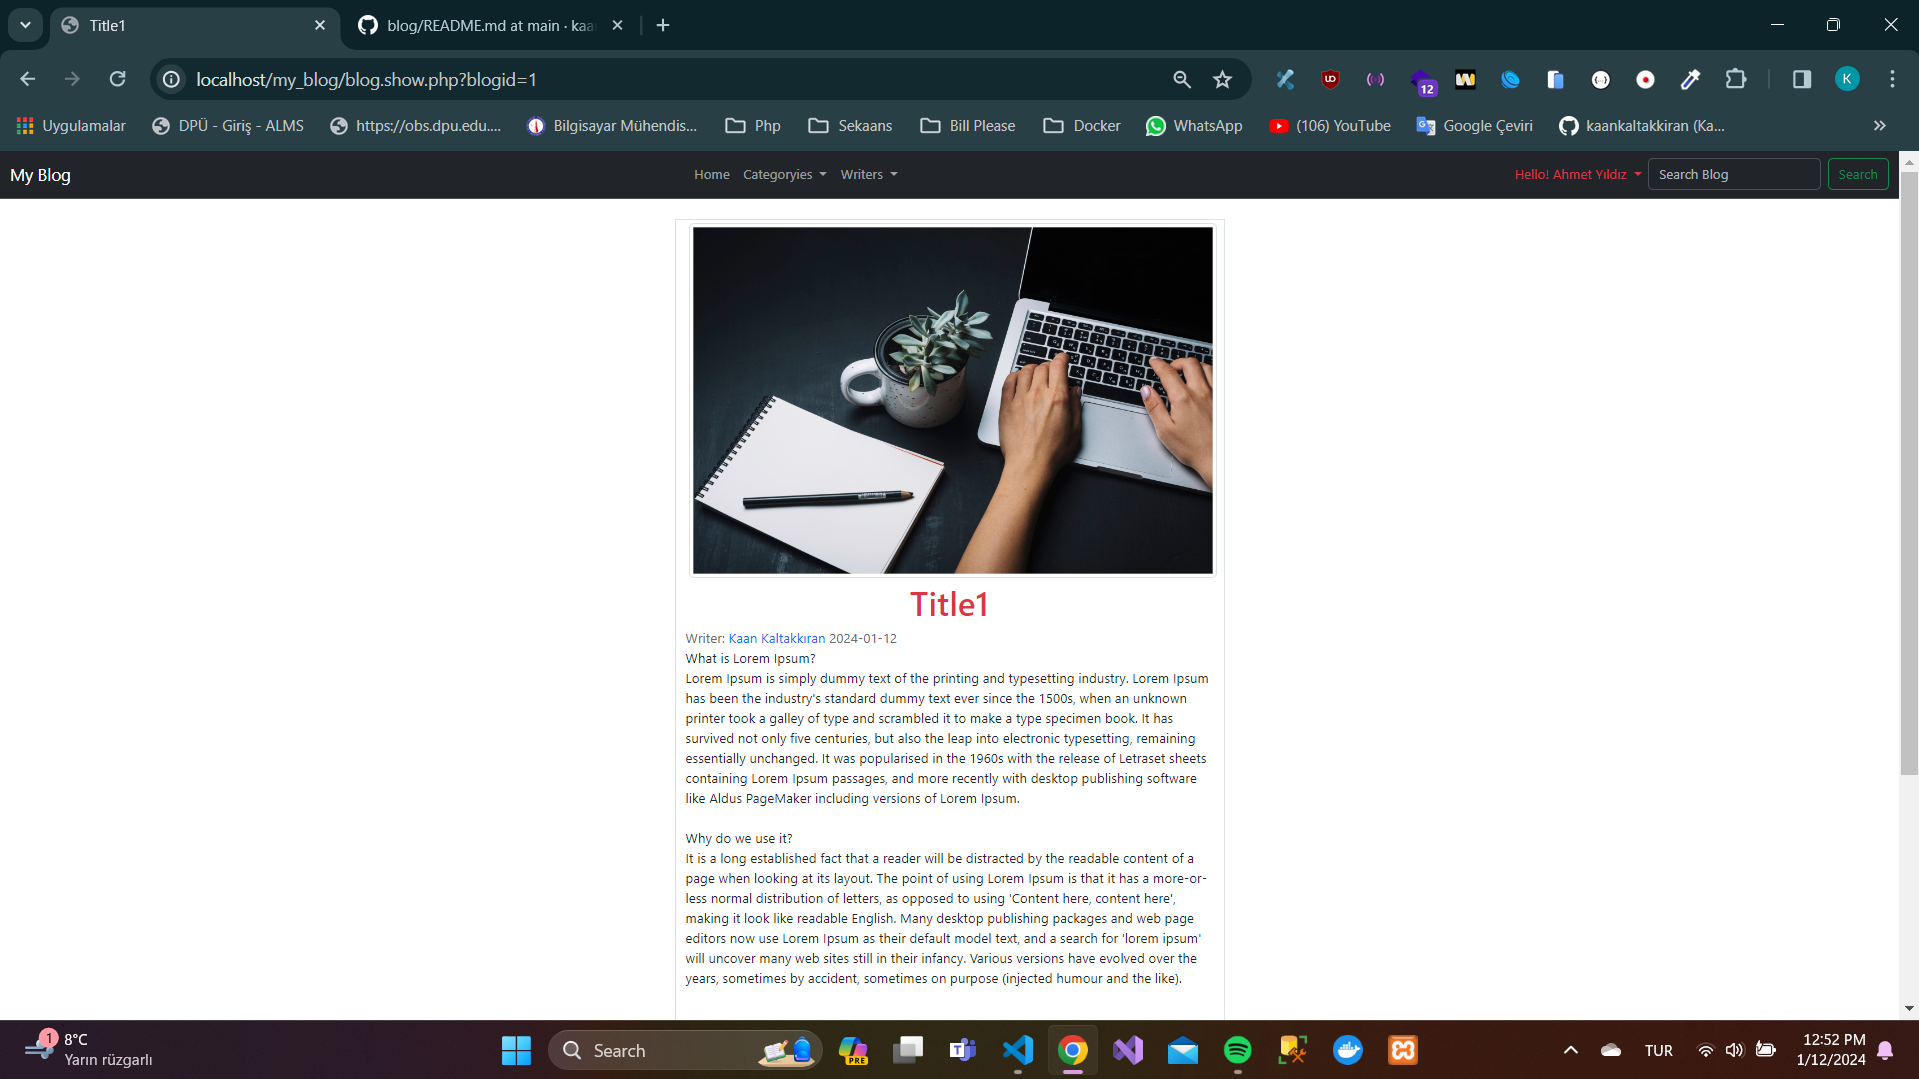 Title1
blog/README.md at main · kaa
localhost/my_blog/blog.show.php?blogid=1
12
K
Uygulamalar
DPÜ - Giriş - ALMS
https://obs.dpu.edu....
Bilgisayar Mühendis...
Php
Sekaans
Bill Please
Docker
WhatsApp
(106) YouTube
Google Çeviri
kaankaltakkiran (Ka...
My Blog
Home
Categoryies
Writers
Hello! Ahmet Yıldız
Search Blog
Search
Title1
Writer: Kaan Kaltakkıran 2024-01-12
What is Lorem Ipsum?
Lorem Ipsum is simply dummy text of the printing and typesetting industry. Lorem Ipsum
has been the industry's standard dummy text ever since the 1500s, when an unknown
printer took a galley of type and scrambled it to make a type specimen book. It has
survived not only five centuries, but also the leap into electronic typesetting, remaining
essentially unchanged. It was popularised in the 1960s with the release of Letraset sheets
containing Lorem Ipsum passages, and more recently with desktop publishing software
like Aldus PageMaker including versions of Lorem Ipsum.
Why do we use it?
It is a long established fact that a reader will be distracted by the readable content of a
page when looking at its layout. The point of using Lorem Ipsum is that it has a more-or-
less normal distribution of letters, as opposed to using 'Content here, content here',
making it look like readable English. Many desktop publishing packages and web page
editors now use Lorem Ipsum as their default model text, and a search for 'lorem ipsum'
will uncover many web sites still in their infancy. Various versions have evolved over the
years, sometimes by accident, sometimes on purpose (injected humour and the like).
1
8°C
Yarın rüzgarlı
Search
PRE
TUR
12:52 PM
1/12/2024